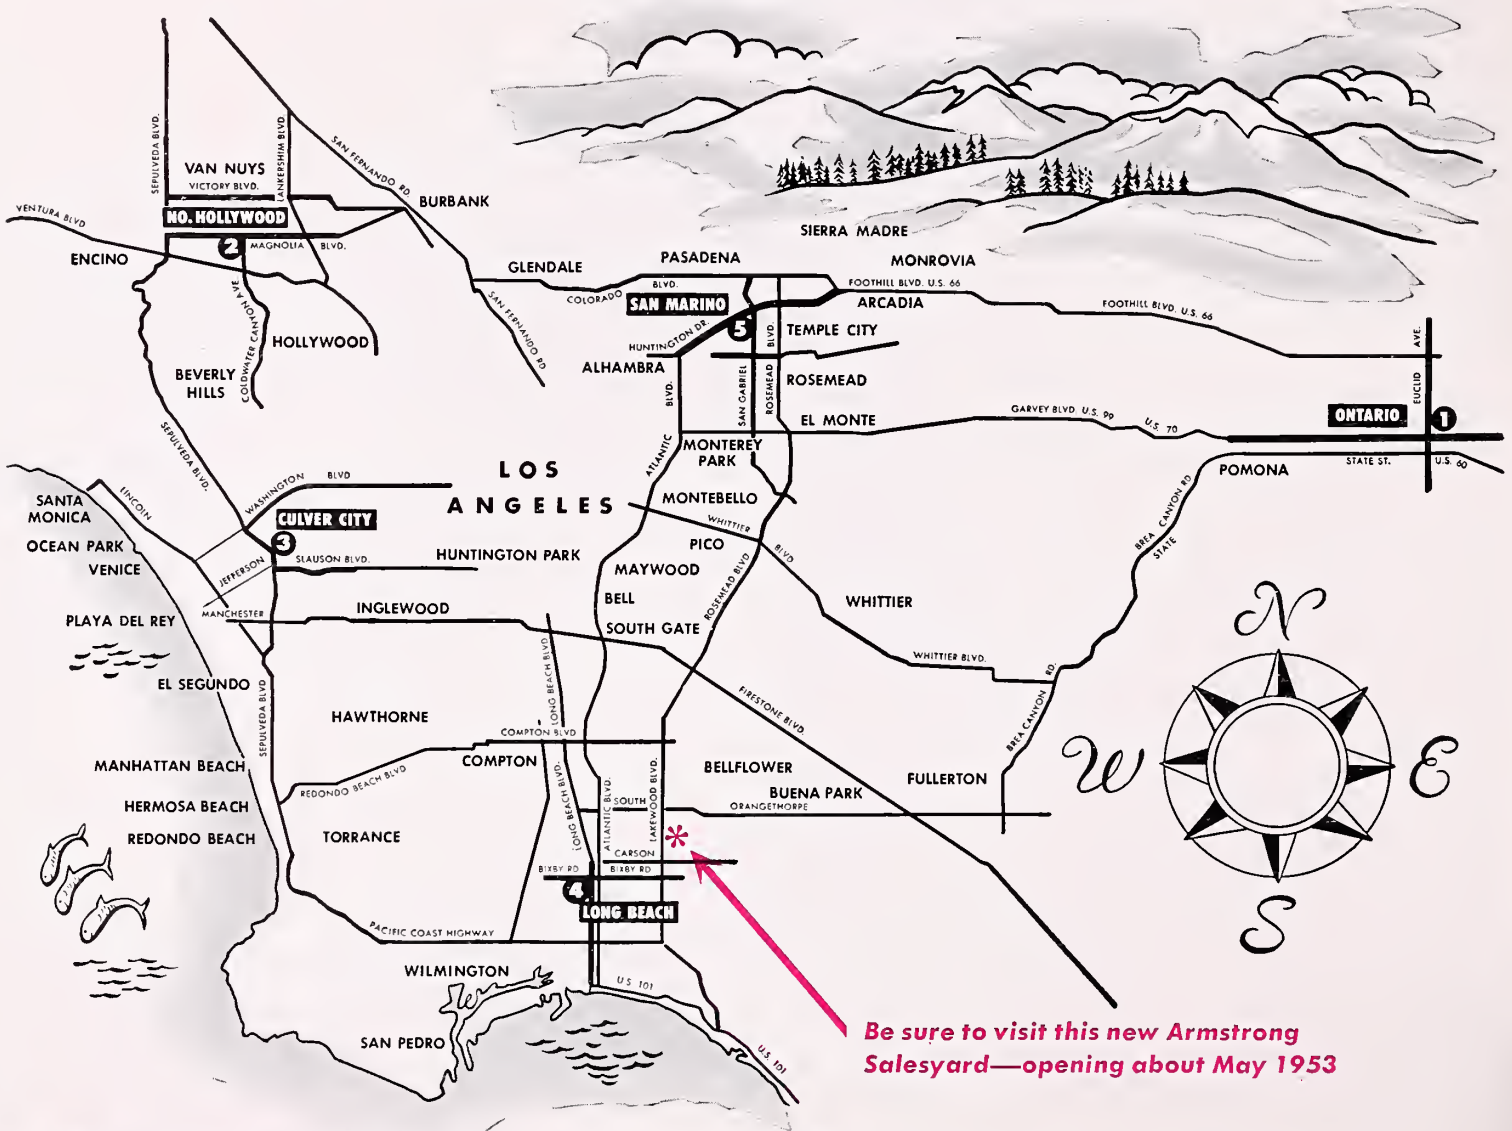 SEPULVEDA BLVD.
VAN NUYS
VICTORY BLVD.
LANKERSHIM BLVD.
SAN FERNANDO RD.
BURBANK
NO. HOLLYWOOD
VENTURA BLVD
2
MAGNOLIA BLVD.
ENCINO
SIERRA MADRE
GLENDALE
PASADENA
MONROVIA
COLORADO BLVD.
FOOTHILL BLVD. U.S. 66
ARCADIA
FOOTHILL BLVD. U.S. 66
SAN MARINO
5
SAN FERNANDO RD
HUNTINGTON DR.
TEMPLE CITY
HOLLYWOOD
COLDWATER CANYON AVE.
BEVERLY
HILLS
ALHAMBRA
ATLANTIC BLVD.
SAN GABRIEL
ROSEMEAD BLVD.
ROSEMEAD
EUCLID AVE.
EL MONTE
GARVEY BLVD. U.S. 99
U.S. 70
ONTARIO
1
SEPULVEDA BLVD.
MONTEREY
PARK
POMONA
STATE ST.
U.S. 60
LOS
ANGELES
WASHINGTON BLVD
LINCOLN
SANTA
MONICA
MONTEBELLO
CULVER CITY
3
WHITTIER BLVD
BREA CANYON RD
STATE
OCEAN PARK
VENICE
PICO
JEFFERSON
SLAUSON BLVD.
HUNTINGTON PARK
MAYWOOD
BELL
ROSEMEAD BLVD
WHITTIER
MANCHESTER
INGLEWOOD
PLAYA DEL REY
SOUTH GATE
N
WHITTIER BLVD.
EL SEGUNDO
SEPULVEDA BLVD
LONG BEACH BLVD.
FIRESTONE BLVD.
BREA CANYON RD.
HAWTHORNE
COMPTON BLVD
COMPTON
W
E
MANHATTAN BEACH
REDONDO BEACH BLVD
BELLFLOWER
FULLERTON
BUENA PARK
HERMOSA BEACH
LONG BEACH BLVD.
ATLANTIC BLVD.
SOUTH
LAKEWOOD BLVD.
ORANGETHORPE
REDONDO BEACH
TORRANCE
*
CARSON
BIXBY RD
BIXBY RD
4
LONG BEACH
S
PACIFIC COAST HIGHWAY
WILMINGTON
U.S 101
SAN PEDRO
U.S. 101
Be sure to visit this new Armstrong
Salesyard—opening about May 1953